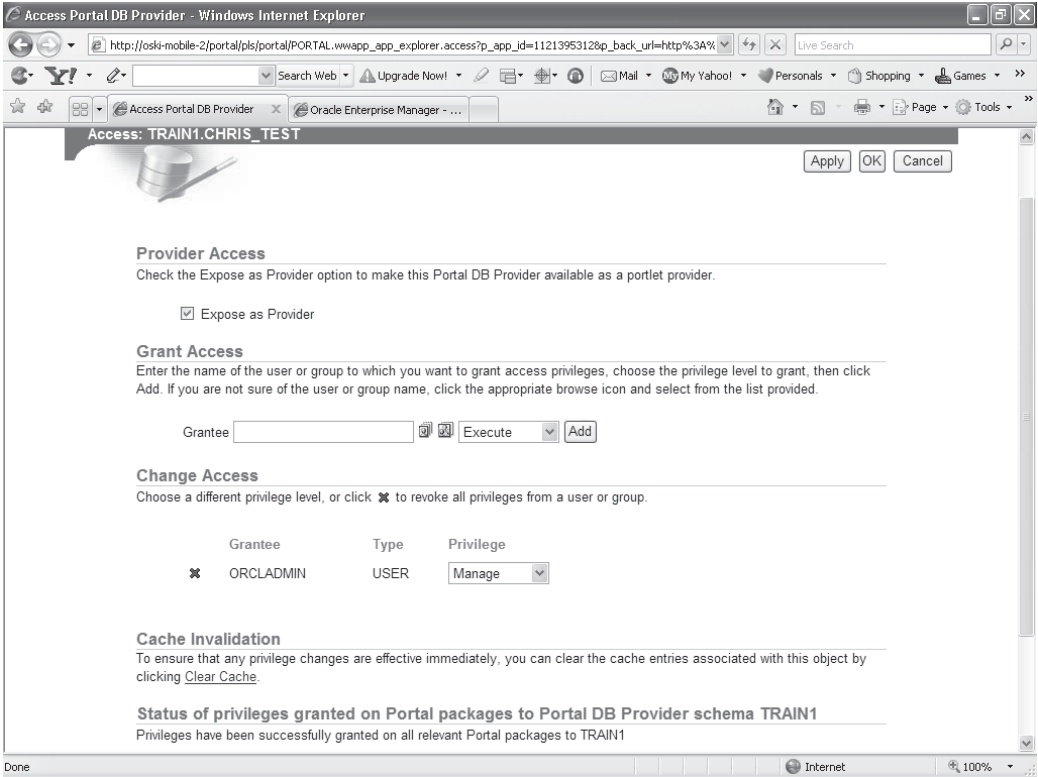 Access Portal DB Provider - Windows Internet Explorer
http://oski-mobile-2/portal/pls/portal/PORTAL.wwapp_app_explorer.access?p_app_id=1121395312&p_back_url=http%3A%
Live Search
Search Web
Upgrade Now!
Mail
My Yahoo!
Personals
Shopping
Games
Access Portal DB Provider
Oracle Enterprise Manager - ...
Page
Tools
Access: TRAIN1.CHRIS_TEST
Apply
OK
Cancel
Provider Access
Check the Expose as Provider option to make this Portal DB Provider available as a portlet provider.
Expose as Provider
Grant Access
Enter the name of the user or group to which you want to grant access privileges, choose the privilege level to grant, then click
Add. If you are not sure of the user or group name, click the appropriate browse icon and select from the list provided.
Grantee
Execute
Add
Change Access
Choose a different privilege level, or click ✖ to revoke all privileges from a user or group.
Grantee Type Privilege
ORCLADMIN USER Manage
Cache Invalidation
To ensure that any privilege changes are effective immediately, you can clear the cache entries associated with this object by
clicking Clear Cache.
Status of privileges granted on Portal packages to Portal DB Provider schema TRAIN1
Privileges have been successfully granted on all relevant Portal packages to TRAIN1
Done
Internet
100%